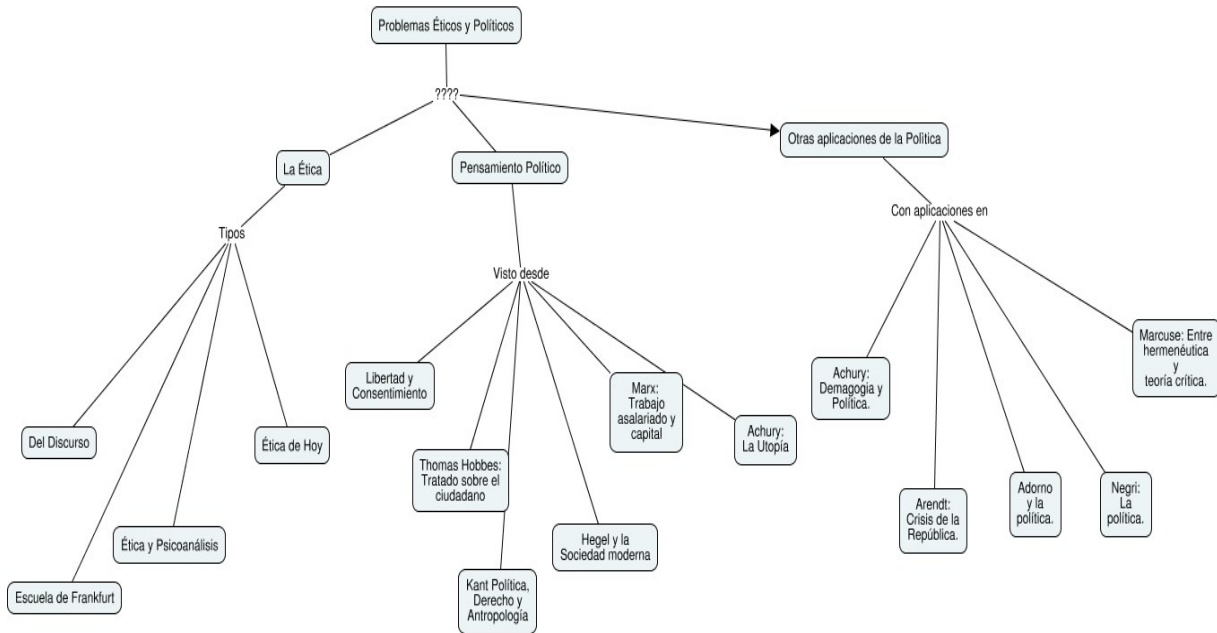 Problemas Éticos y Políticos
????
Otras aplicaciones de la Política
La Ética
Pensamiento Político
Con aplicaciones en
Tipos
Visto desde
Del Discurso
Escuela de Frankfurt
Ética y Psicoanálisis
Ética de Hoy
Libertad y
Consentimiento
Thomas Hobbes:
Tratado sobre el
ciudadano
Kant Política,
Derecho y
Antropología
Hegel y la
Sociedad moderna
Marx:
Trabajo
asalariado y
capital
Achury:
La Utopía
Achury:
Demagogia y
Política.
Arendt:
Crisis de la
República.
Adorno
y la
política.
Negri:
La
política.
Marcuse: Entre
hermenéutica
y
teoría crítica.